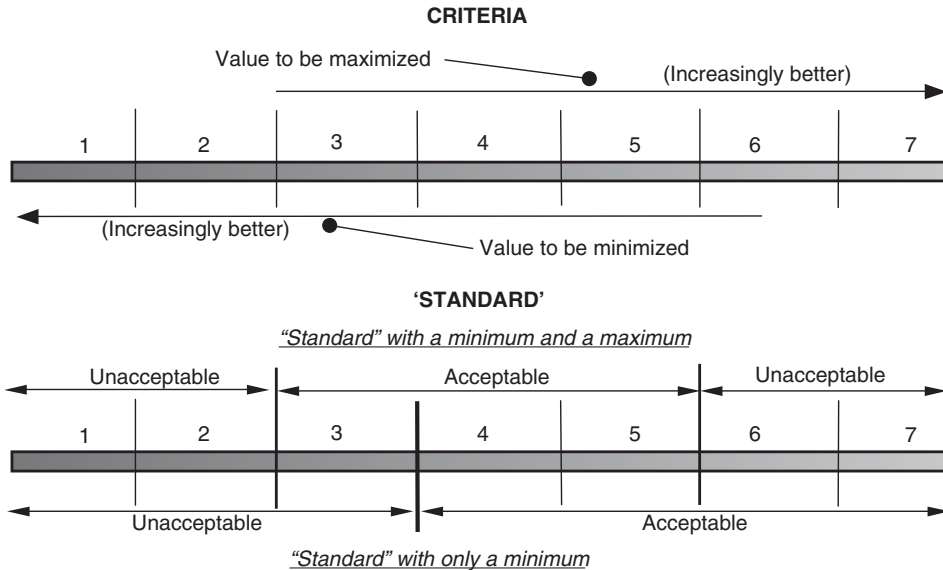 CRITERIA
Value to be maximized
(Increasingly better)
1 2 3 4 5 6 7
(Increasingly better)
Value to be minimized
‘STANDARD’
“Standard” with a minimum and a maximum
Unacceptable Acceptable Unacceptable
1 2 3 4 5 6 7
Unacceptable Acceptable
“Standard” with only a minimum